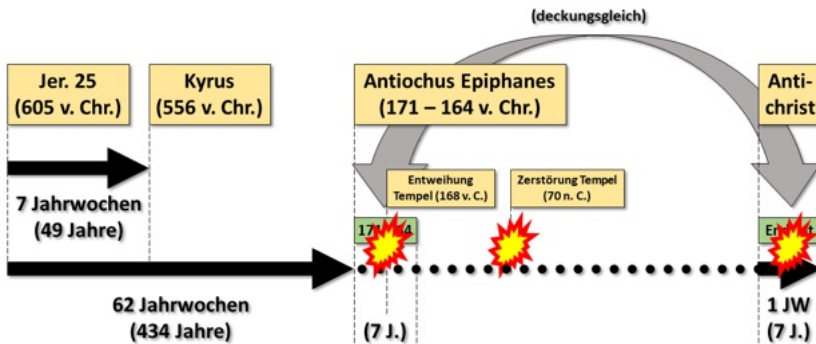 (deckungsgleich)
Jer. 25
(605 v. Chr.)
Kyrus
(556 v. Chr.)
Antiochus Epiphanes
(171 – 164 v. Chr.)
Anti-
christ
Entweihung
Tempel (168 v. C.)
Zerstörung Tempel
(70 n. C.)
7 Jahrwochen
(49 Jahre)
62 Jahrwochen
(434 Jahre)
(7 J.)
1 JW
(7 J.)